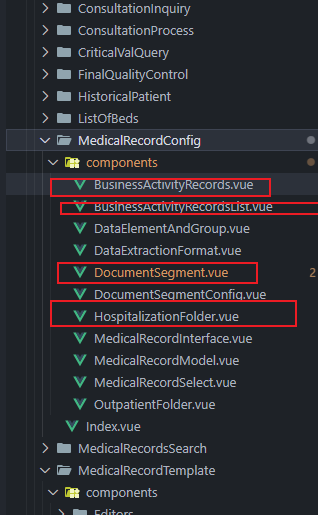 ConsultationInquiry
ConsultationProcess
CriticalValQuery
FinalQualityControl
HistoricalPatient
ListOfBeds
MedicalRecordConfig
components
BusinessActivityRecords.vue
BusinessActivityRecordsList.vue
DataElementAndGroup.vue
DataExtractionFormat.vue
DocumentSegment.vue 2
DocumentSegmentConfig.vue
HospitalizationFolder.vue
MedicalRecordInterface.vue
MedicalRecordModel.vue
MedicalRecordSelect.vue
OutpatientFolder.vue
Index.vue
MedicalRecordsSearch
MedicalRecordTemplate
components
Editors